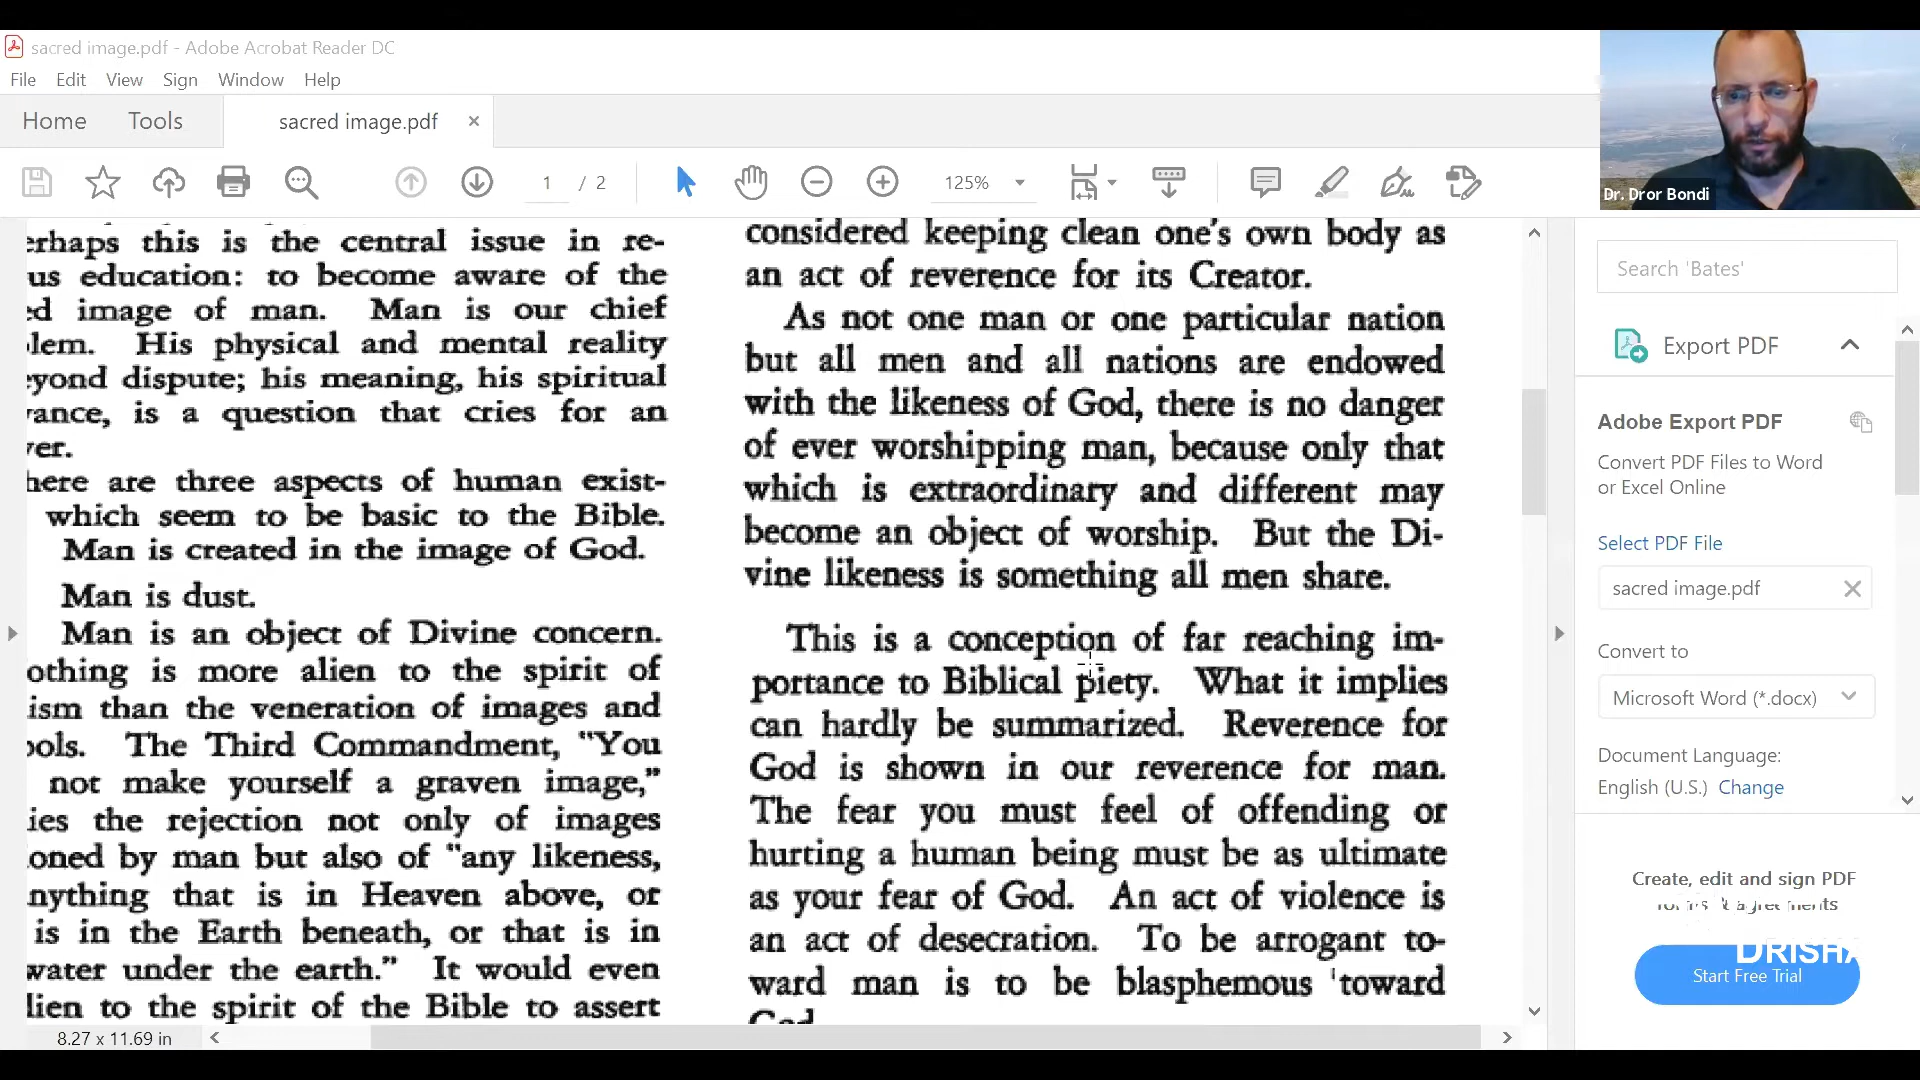 sacred image.pdf - Adobe Acrobat Reader DC
File Edit View Sign Window Help
Home Tools sacred image.pdf
1 / 2 125%
Dr. Dror Bondi
erhaps this is the central issue in re-
us education: to become aware of the
ed image of man. Man is our chief
lem. His physical and mental reality
eyond dispute; his meaning, his spiritual
vance, is a question that cries for an
ver.
here are three aspects of human exist-
which seem to be basic to the Bible.
Man is created in the image of God.
Man is dust.
Man is an object of Divine concern.
othing is more alien to the spirit of
ism than the veneration of images and
ools. The Third Commandment, "You
not make yourself a graven image,"
ies the rejection not only of images
oned by man but also of "any likeness,
nything that is in Heaven above, or
is in the Earth beneath, or that is in
water under the earth." It would even
lien to the spirit of the Bible to assert
considered keeping clean one's own body as
an act of reverence for its Creator.
As not one man or one particular nation
but all men and all nations are endowed
with the likeness of God, there is no danger
of ever worshipping man, because only that
which is extraordinary and different may
become an object of worship. But the Di-
vine likeness is something all men share.
This is a conception of far reaching im-
portance to Biblical piety. What it implies
can hardly be summarized. Reverence for
God is shown in our reverence for man.
The fear you must feel of offending or
hurting a human being must be as ultimate
as your fear of God. An act of violence is
an act of desecration. To be arrogant to-
ward man is to be blasphemous toward
God
8.27 x 11.69 in
Search 'Bates'
Export PDF
Adobe Export PDF
Convert PDF Files to Word
or Excel Online
Select PDF File
sacred image.pdf
Convert to
Microsoft Word (*.docx)
Document Language:
English (U.S.) Change
Create, edit and sign PDF
DRISHA
Start Free Trial